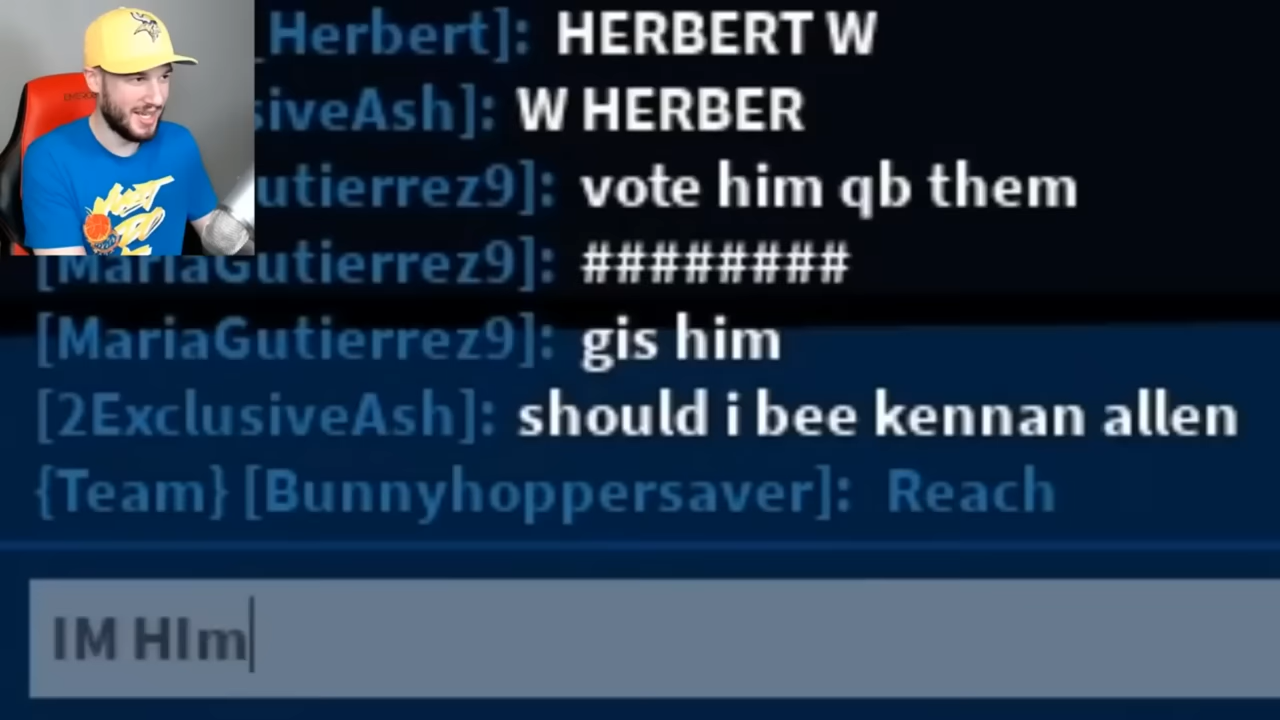 _Herbert]: HERBERT W
siveAsh]: W HERBER
utierrez9]: vote him qb them
[MariaGutierrez9]: ########
[MariaGutierrez9]: gis him
[2ExclusiveAsh]: should i bee kennan allen
{Team} [Bunnyhoppersaver]: Reach
IM HIm